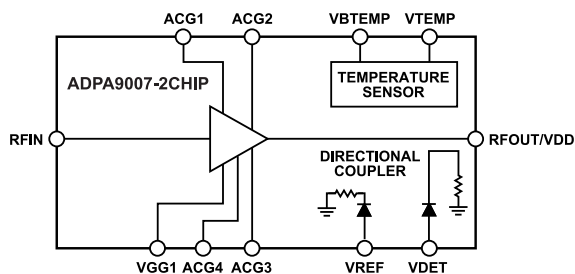 ACG1 ACG2 VBTEMP VTEMP
ADPA9007-2CHIP
TEMPERATURE
SENSOR
RFIN
RFOUT/VDD
DIRECTIONAL
COUPLER
VGG1 ACG4 ACG3 VREF VDET